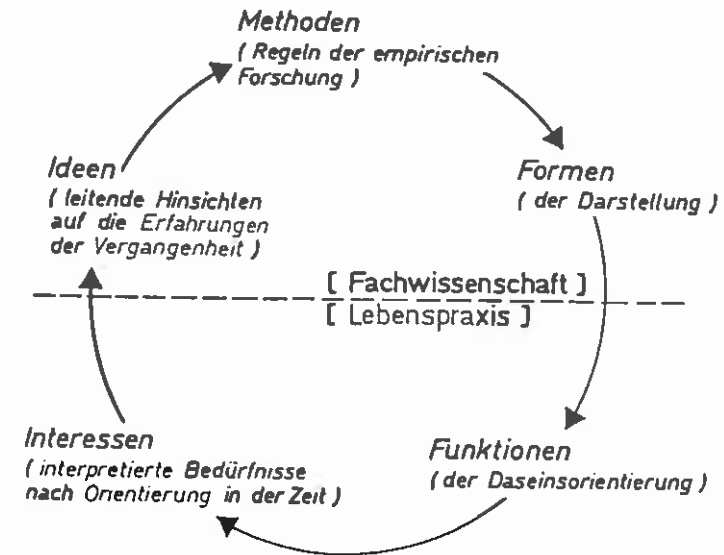 Methoden
( Regeln der empirischen
Forschung )
Ideen
( leitende Hinsichten
auf die Erfahrungen
der Vergangenheit )
Formen
( der Darstellung )
[ Fachwissenschaft ]
[ Lebenspraxis ]
Interessen
( interpretierte Bedürfnisse
nach Orientierung in der Zeit )
Funktionen
( der Daseinsorientierung )